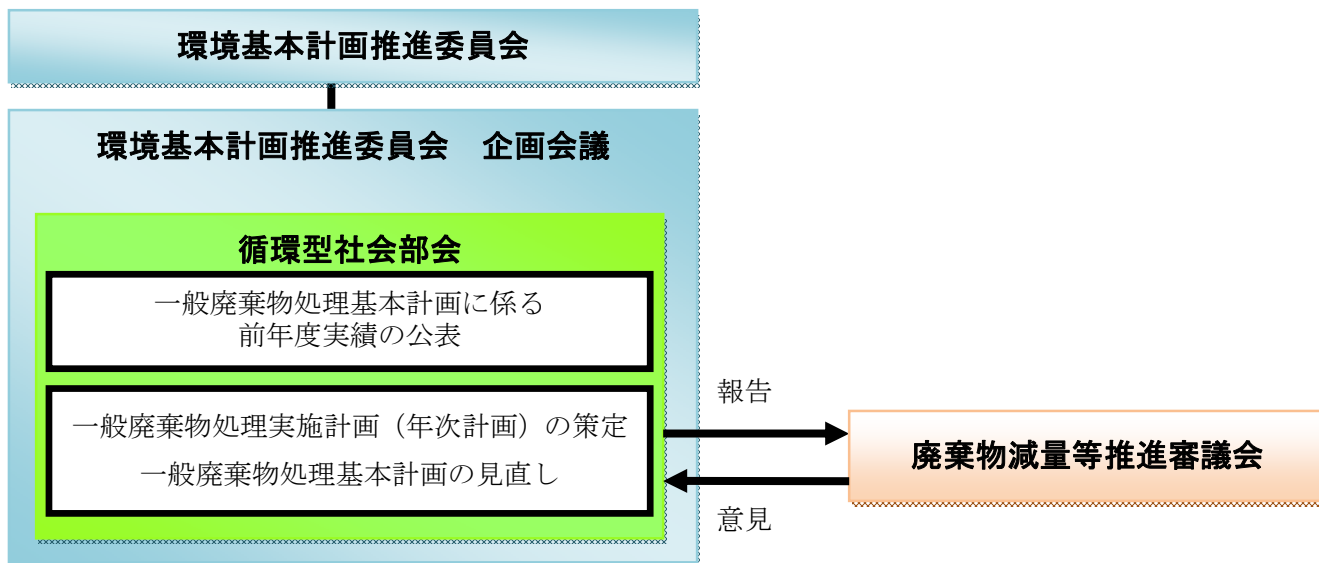 環境基本計画推進委員会
環境基本計画推進委員会　企画会議
循環型社会部会
一般廃棄物処理基本計画に係る
前年度実績の公表
一般廃棄物処理実施計画（年次計画）の策定
一般廃棄物処理基本計画の見直し
報告
意見
廃棄物減量等推進審議会